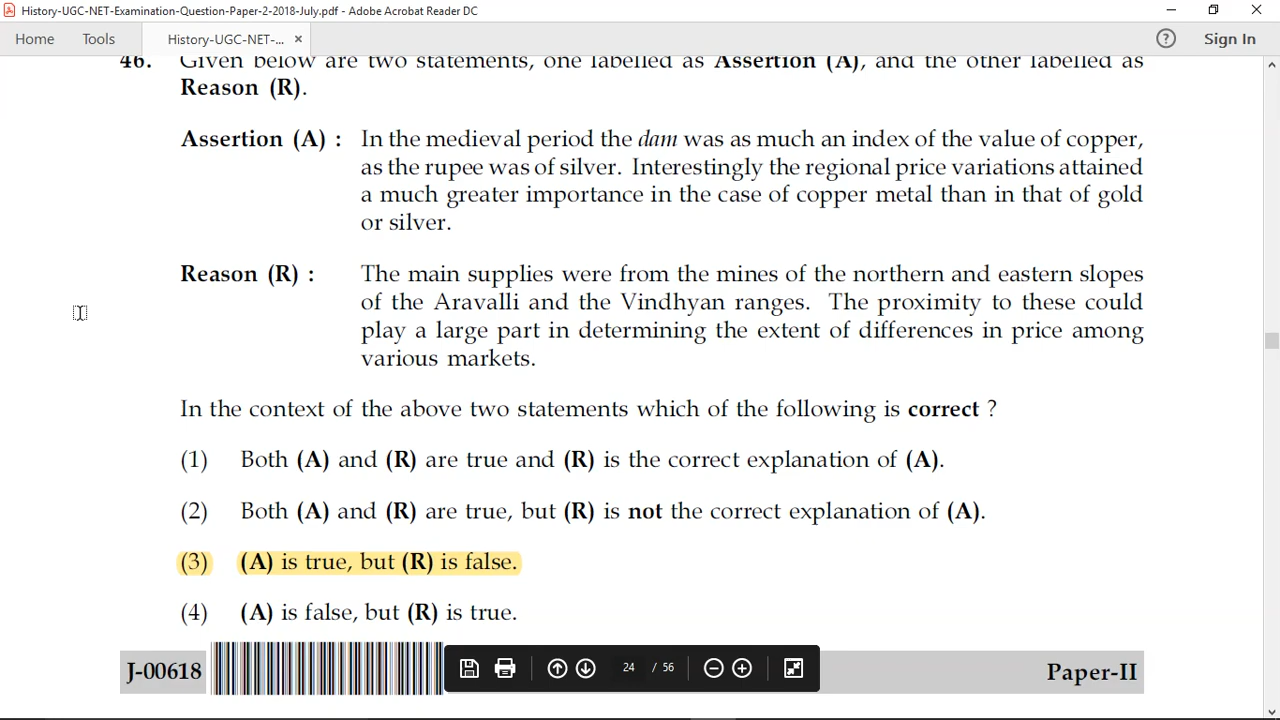 History-UGC-NET-Examination-Question-Paper-2-2018-July.pdf - Adobe Acrobat Reader DC
Home Tools History-UGC-NET-... × ? Sign In
46. Given below are two statements, one labelled as Assertion (A), and the other labelled as
Reason (R).
Assertion (A) : In the medieval period the dam was as much an index of the value of copper,
as the rupee was of silver. Interestingly the regional price variations attained
a much greater importance in the case of copper metal than in that of gold
or silver.
Reason (R) : The main supplies were from the mines of the northern and eastern slopes
of the Aravalli and the Vindhyan ranges. The proximity to these could
play a large part in determining the extent of differences in price among
various markets.
In the context of the above two statements which of the following is correct ?
(1) Both (A) and (R) are true and (R) is the correct explanation of (A).
(2) Both (A) and (R) are true, but (R) is not the correct explanation of (A).
(3) (A) is true, but (R) is false.
(4) (A) is false, but (R) is true.
J-00618 24 / 56 Paper-II